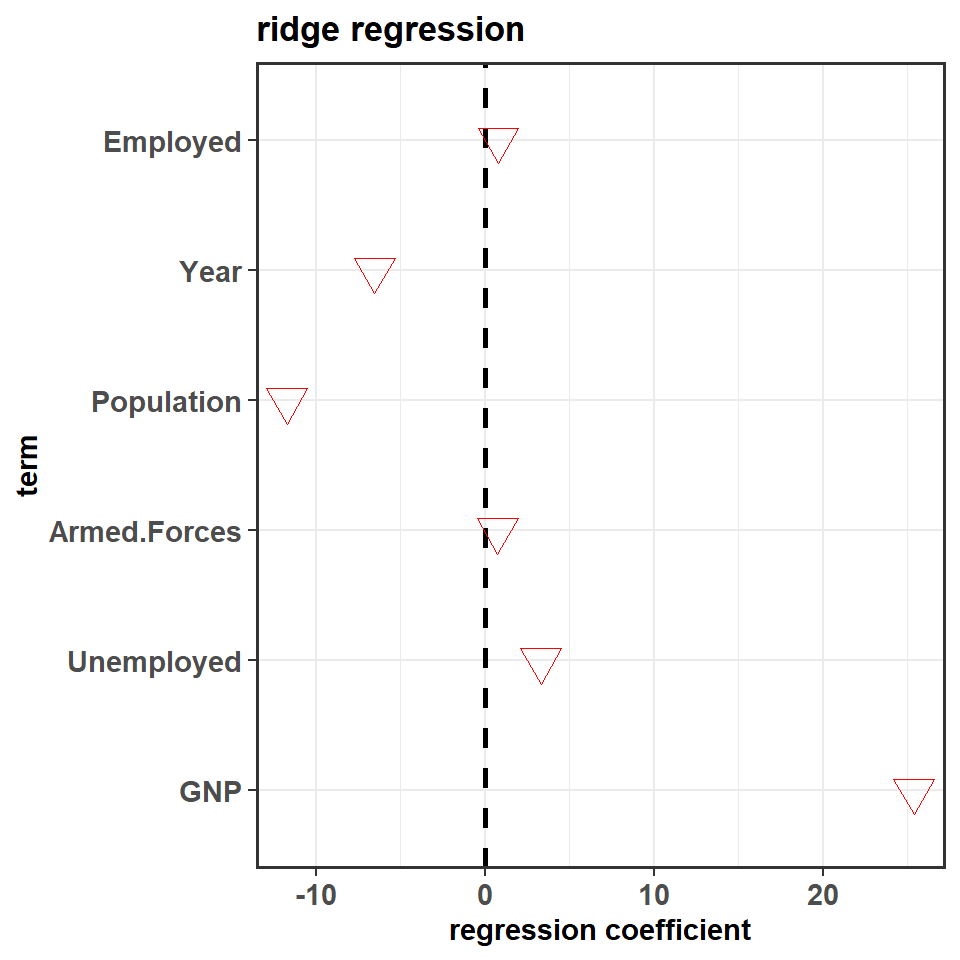 ridge regression
Employed
Year
Population
Armed.Forces
Unemployed
GNP
term
-10 0 10 20
regression coefficient